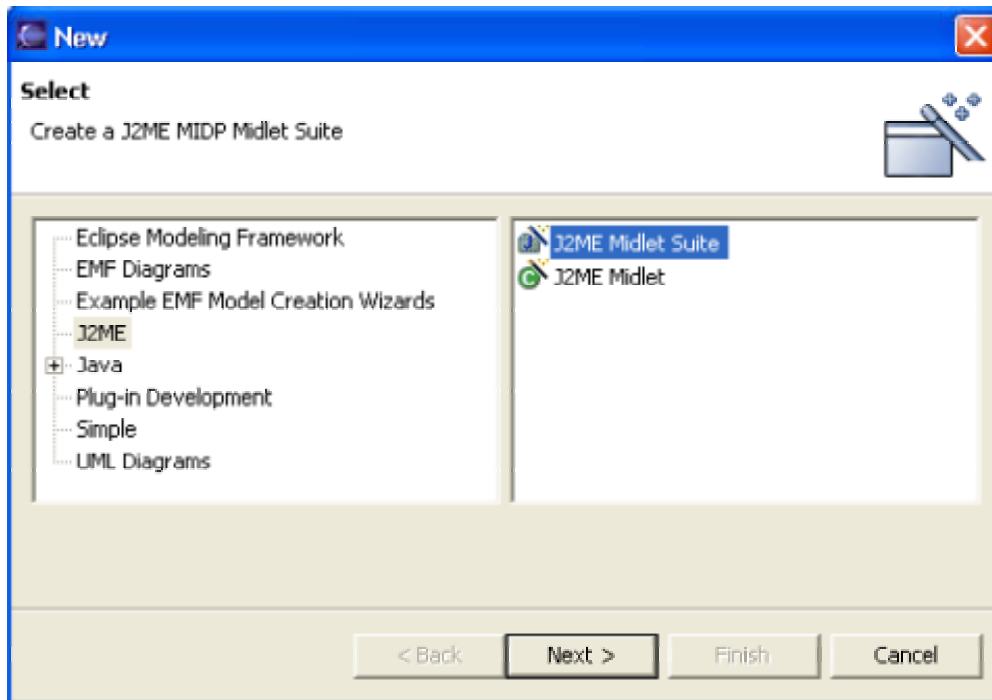 New
Select
Create a J2ME MIDP Midlet Suite
Eclipse Modeling Framework
EMF Diagrams
Example EMF Model Creation Wizards
J2ME
Java
Plug-in Development
Simple
UML Diagrams
J2ME Midlet Suite
J2ME Midlet
< Back
Next >
Finish
Cancel